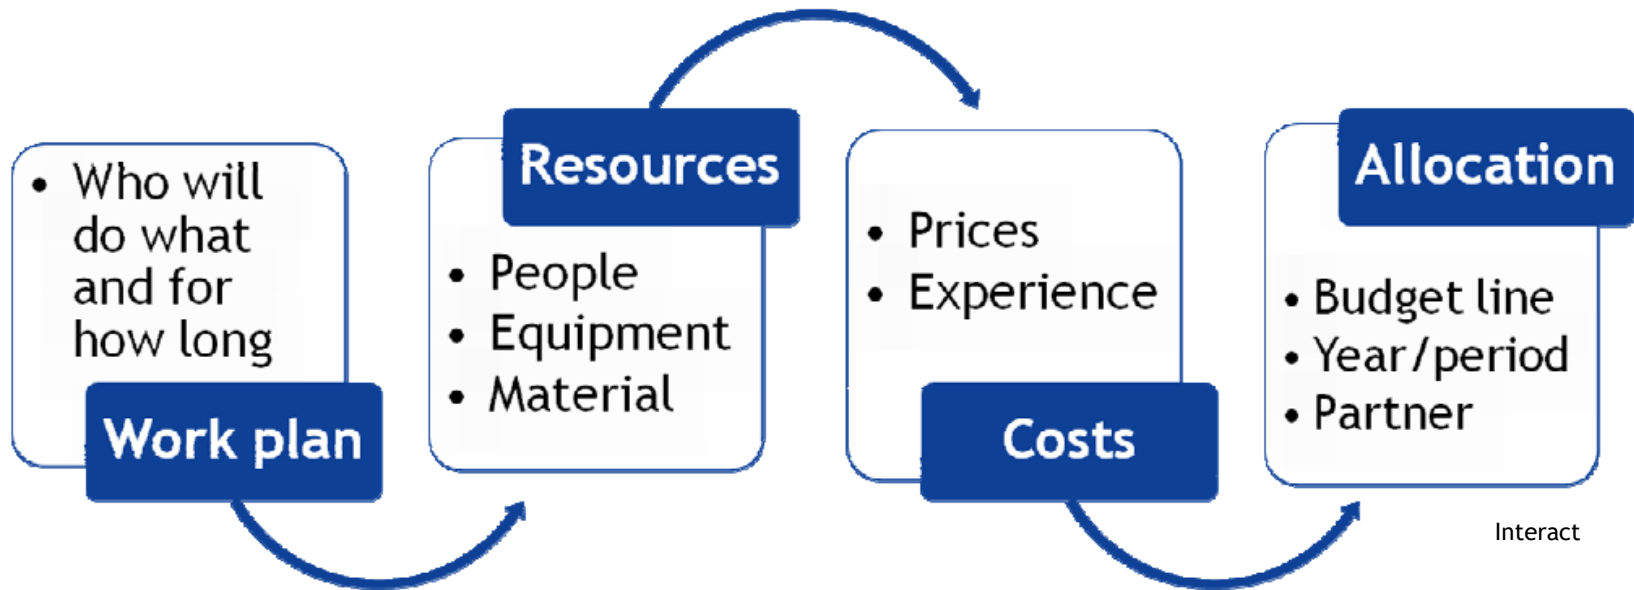 • Who will
do what
and for
how long
Work plan
Resources
• People
• Equipment
• Material
• Prices
• Experience
Costs
Allocation
• Budget line
• Year/period
• Partner
Interact